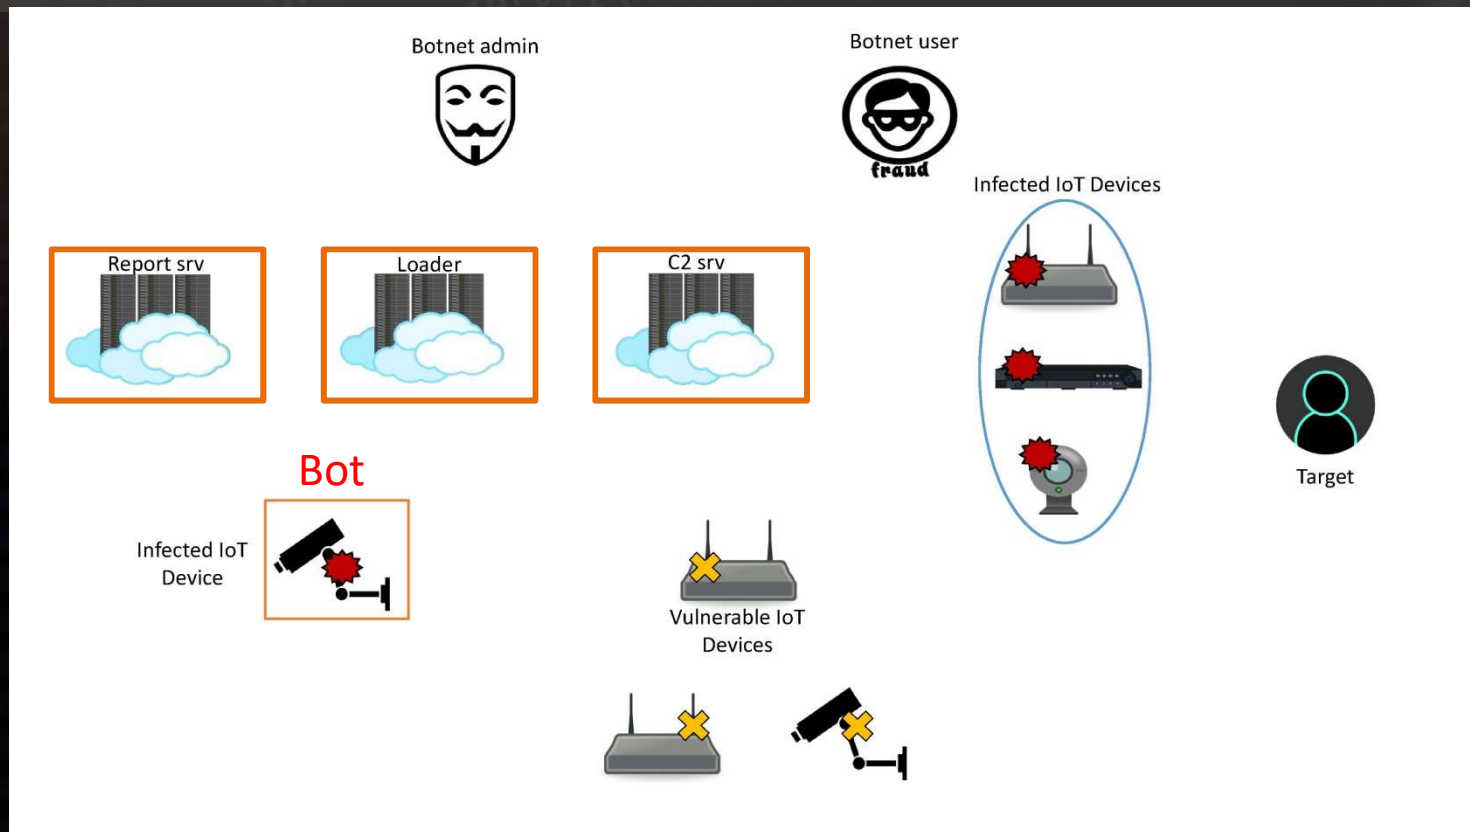 Botnet admin
Botnet user
fraud
Infected IoT Devices
Report srv
Loader
C2 srv
Bot
Infected IoT
Device
Vulnerable IoT
Devices
Target